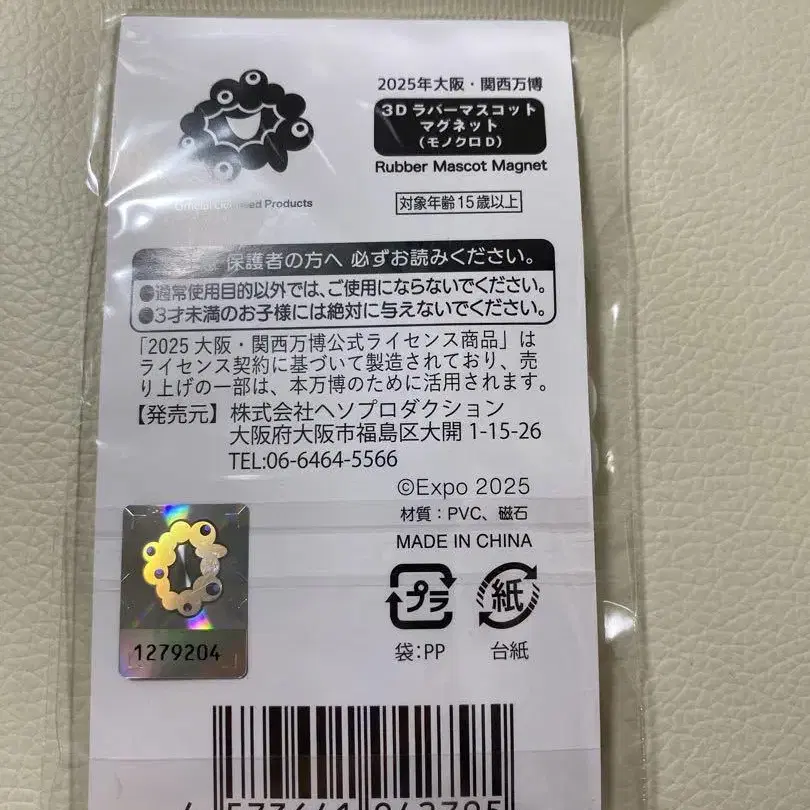 2025年大阪・関西万博
3D ラバーマスコット
マグネット
(モノクロ D)
Rubber Mascot Magnet
Official Licensed Products
対象年齢15歳以上
保護者の方へ 必ずお読みください。
●通常使用目的以外では、ご使用にならないでください。
●3才未満のお子様には絶対に与えないでください。
「2025 大阪・関西万博公式ライセンス商品」は
ライセンス契約に基づいて製造されており、売
り上げの一部は、本万博のために活用されます。
【発売元】株式会社ヘソプロダクション
大阪府大阪市福島区大開 1-15-26
TEL:06-6464-5566
©Expo 2025
材質：PVC、磁石
MADE IN CHINA
プラ
紙
袋:PP
台紙
1279204